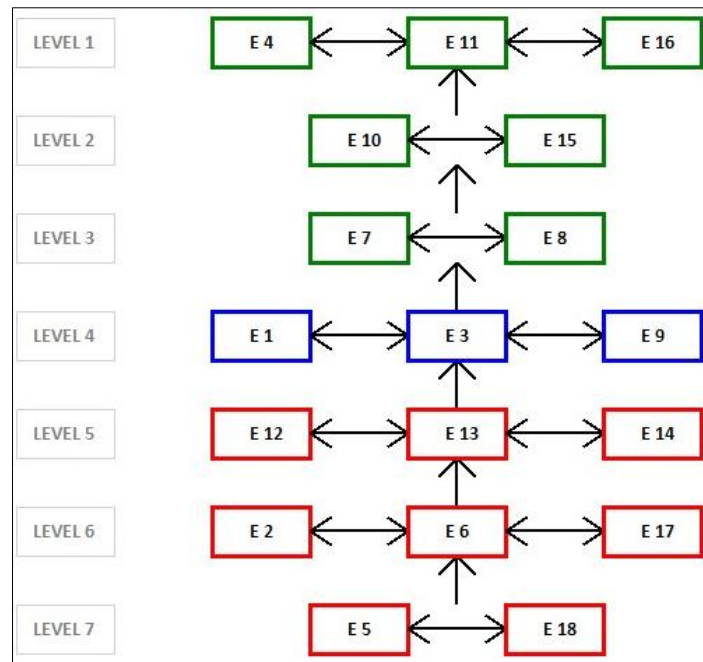 LEVEL 1 E 4 E 11 E 16
LEVEL 2 E 10 E 15
LEVEL 3 E 7 E 8
LEVEL 4 E 1 E 3 E 9
LEVEL 5 E 12 E 13 E 14
LEVEL 6 E 2 E 6 E 17
LEVEL 7 E 5 E 18